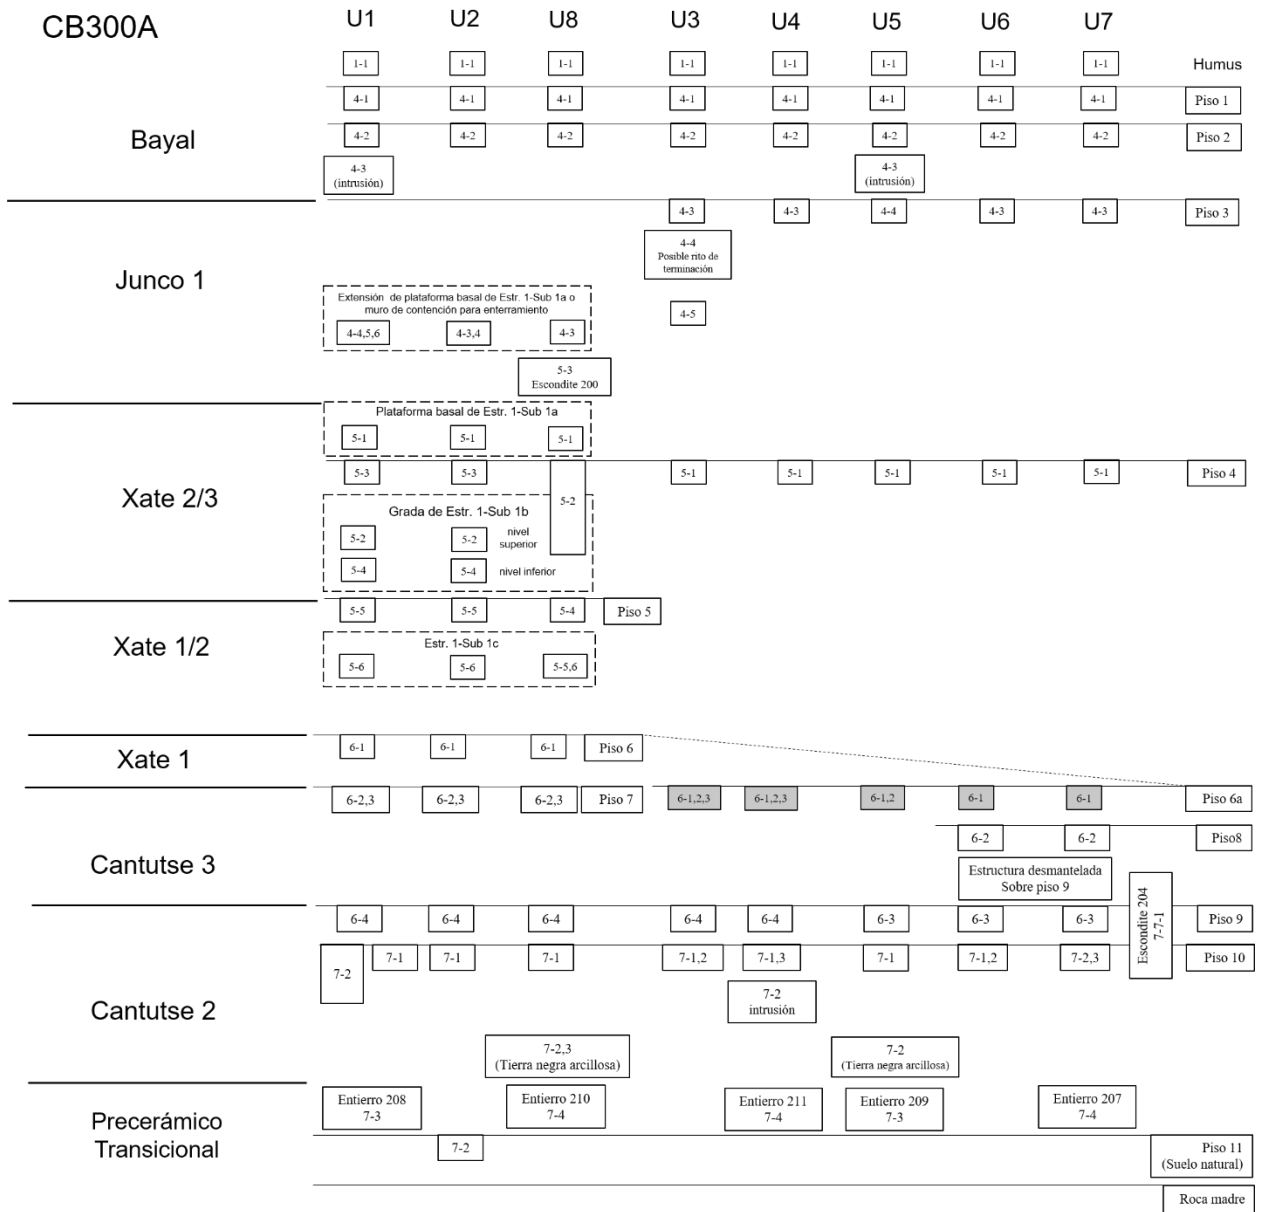 CB300A
U1 U2 U8 U3 U4 U5 U6 U7
1-1 1-1 1-1 1-1 1-1 1-1 1-1 1-1 Humus
4-1 4-1 4-1 4-1 4-1 4-1 4-1 4-1 Piso 1
Bayal
4-2 4-2 4-2 4-2 4-2 4-2 4-2 4-2 Piso 2
4-3
(intrusión)
4-3
(intrusión)
4-3 4-3 4-4 4-3 4-3 Piso 3
Junco 1
4-4
Posible rito de
terminación
Extensión de plataforma basal de Estr. 1-Sub 1a o
muro de contención para enterramiento
4-4,5,6 4-3,4 4-3
4-5
5-3
Escondite 200
Plataforma basal de Estr. 1-Sub 1a
5-1 5-1 5-1
Xate 2/3
5-3 5-3 5-2 5-1 5-1 5-1 5-1 5-1 Piso 4
Grada de Estr. 1-Sub 1b
5-2 5-2 nivel
superior
5-4 5-4 nivel inferior
5-5 5-5 5-4 Piso 5
Xate 1/2
Estr. 1-Sub 1c
5-6 5-6 5-5,6
Xate 1
6-1 6-1 6-1 Piso 6
6-2,3 6-2,3 6-2,3 Piso 7 6-1,2,3 6-1,2,3 6-1,2 6-1 6-1 Piso 6a
6-2 6-2 Piso8
Cantutse 3
Estructura desmantelada
Sobre piso 9
Escondite 204
7-7-1
6-4 6-4 6-4 6-4 6-4 6-3 6-3 6-3 Piso 9
7-2 7-1 7-1 7-1 7-1,2 7-1,3 7-1 7-1,2 7-2,3 Piso 10
Cantutse 2
7-2
intrusión
7-2,3
(Tierra negra arcillosa)
7-2
(Tierra negra arcillosa)
Precerámico
Transicional
Entierro 208
7-3
Entierro 210
7-4
Entierro 211
7-4
Entierro 209
7-3
Entierro 207
7-4
7-2
Piso 11
(Suelo natural)
Roca madre